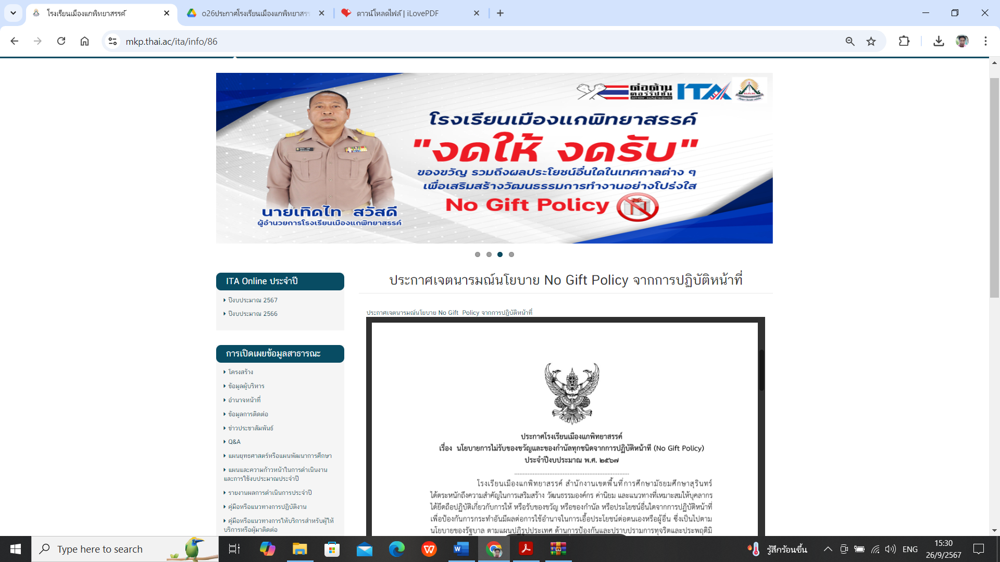 โรงเรียนเมืองแกพิทยาสรรค์
o26ประกาศโรงเรียนเมืองแกพิทยาสรร
ดาวน์โหลดไฟล์ | iLovePDF
mkp.thai.ac/ita/info/86
ต่อต้าน
คอร์รัปชัน
ITA
โรงเรียนเมืองแกพิทยาสรรค์
"งดให้ งดรับ"
ของขวัญ รวมถึงผลประโยชน์อื่นใดในเทศกาลต่าง ๆ
เพื่อเสริมสร้างวัฒนธรรมการทำงานอย่างโปร่งใส
No Gift Policy
นายเทิดไท สวัสดี
ผู้อำนวยการโรงเรียนเมืองแกพิทยาสรรค์
ITA Online ประจำปี
ปีงบประมาณ 2567
ปีงบประมาณ 2566
การเปิดเผยข้อมูลสาธารณะ
โครงสร้าง
ข้อมูลผู้บริหาร
อำนาจหน้าที่
ข้อมูลการติดต่อ
ข่าวประชาสัมพันธ์
Q&A
แผนยุทธศาสตร์หรือแผนพัฒนาการศึกษา
แผนและความก้าวหน้าในการดำเนินงาน
และการใช้งบประมาณประจำปี
รายงานผลการดำเนินการประจำปี
คู่มือหรือแนวทางการปฏิบัติงาน
คู่มือหรือแนวทางการให้บริการสำหรับผู้ให้
บริการหรือผู้มาติดต่อ
ประกาศเจตนารมณ์นโยบาย No Gift Policy จากการปฏิบัติหน้าที่
ประกาศเจตนารมณ์นโยบาย No Gift Policy จากการปฏิบัติหน้าที่
ประกาศโรงเรียนเมืองแกพิทยาสรรค์
เรื่อง นโยบายการไม่รับของขวัญและของกำนัลทุกชนิดจากการปฏิบัติหน้าที่ (No Gift Policy)
ประจำปีงบประมาณ พ.ศ. ๒๕๖๗
โรงเรียนเมืองแกพิทยาสรรค์ สำนักงานเขตพื้นที่การศึกษามัธยมศึกษาสุรินทร์
ได้ตระหนักถึงความสำคัญในการเสริมสร้าง วัฒนธรรมองค์กร ค่านิยม และแนวทางที่เหมาะสมให้บุคลากร
ได้ยึดถือปฏิบัติเกี่ยวกับการให้ หรือรับของขวัญ หรือของกำนัล หรือประโยชน์อื่นใดจากการปฏิบัติหน้าที่
เพื่อป้องกันการกระทำอันมีผลต่อการใช้อำนาจในการเอื้อประโยชน์ต่อตนเองหรือผู้อื่น ซึ่งเป็นไปตาม
นโยบายของรัฐบาล ตามแผนปฏิรูปประเทศ ด้านการป้องกันและปราบปรามการทุจริตและประพฤติมิ
Type here to search
รู้สึกร้อนขึ้น
ENG
15:30
26/9/2567